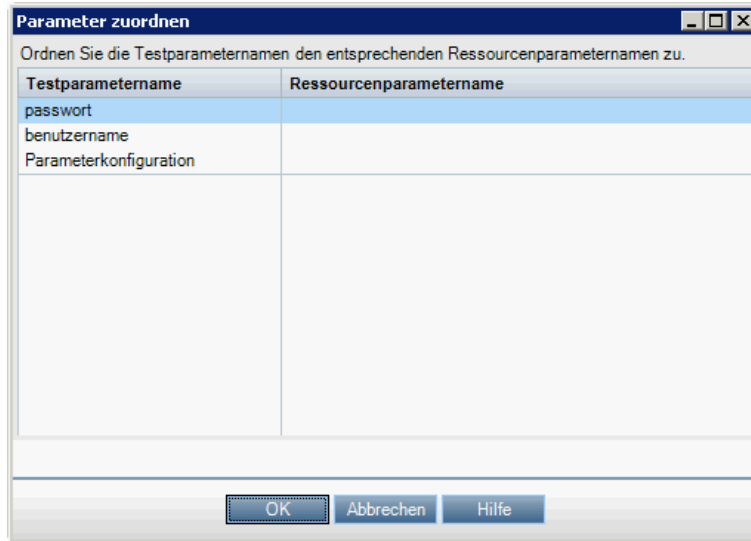 Parameter zuordnen
Ordnen Sie die Testparameternamen den entsprechenden Ressourcenparameternamen zu.
Testparametername Ressourcenparametername
passwort
benutzername
Parameterkonfiguration
OK Abbrechen Hilfe